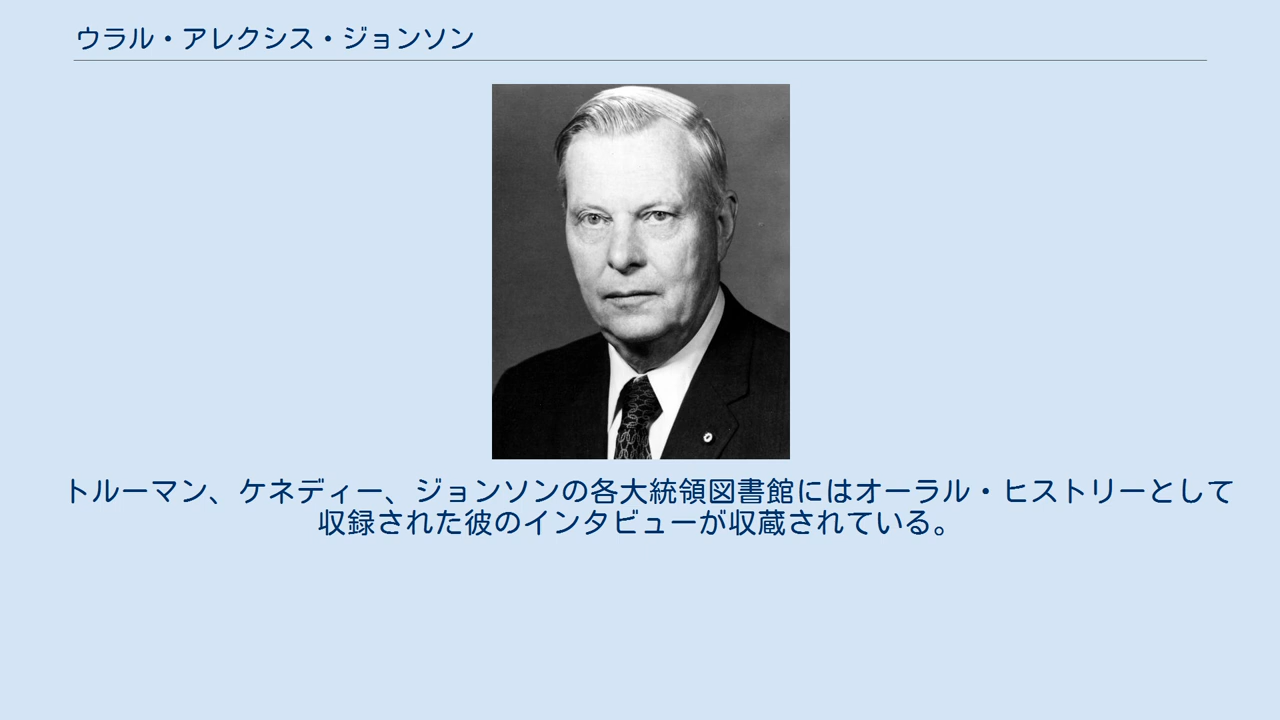 ウラル・アレクシス・ジョンソン
トルーマン、ケネディー、ジョンソンの各大統領図書館にはオーラル・ヒストリーとして
収録された彼のインタビューが収蔵されている。